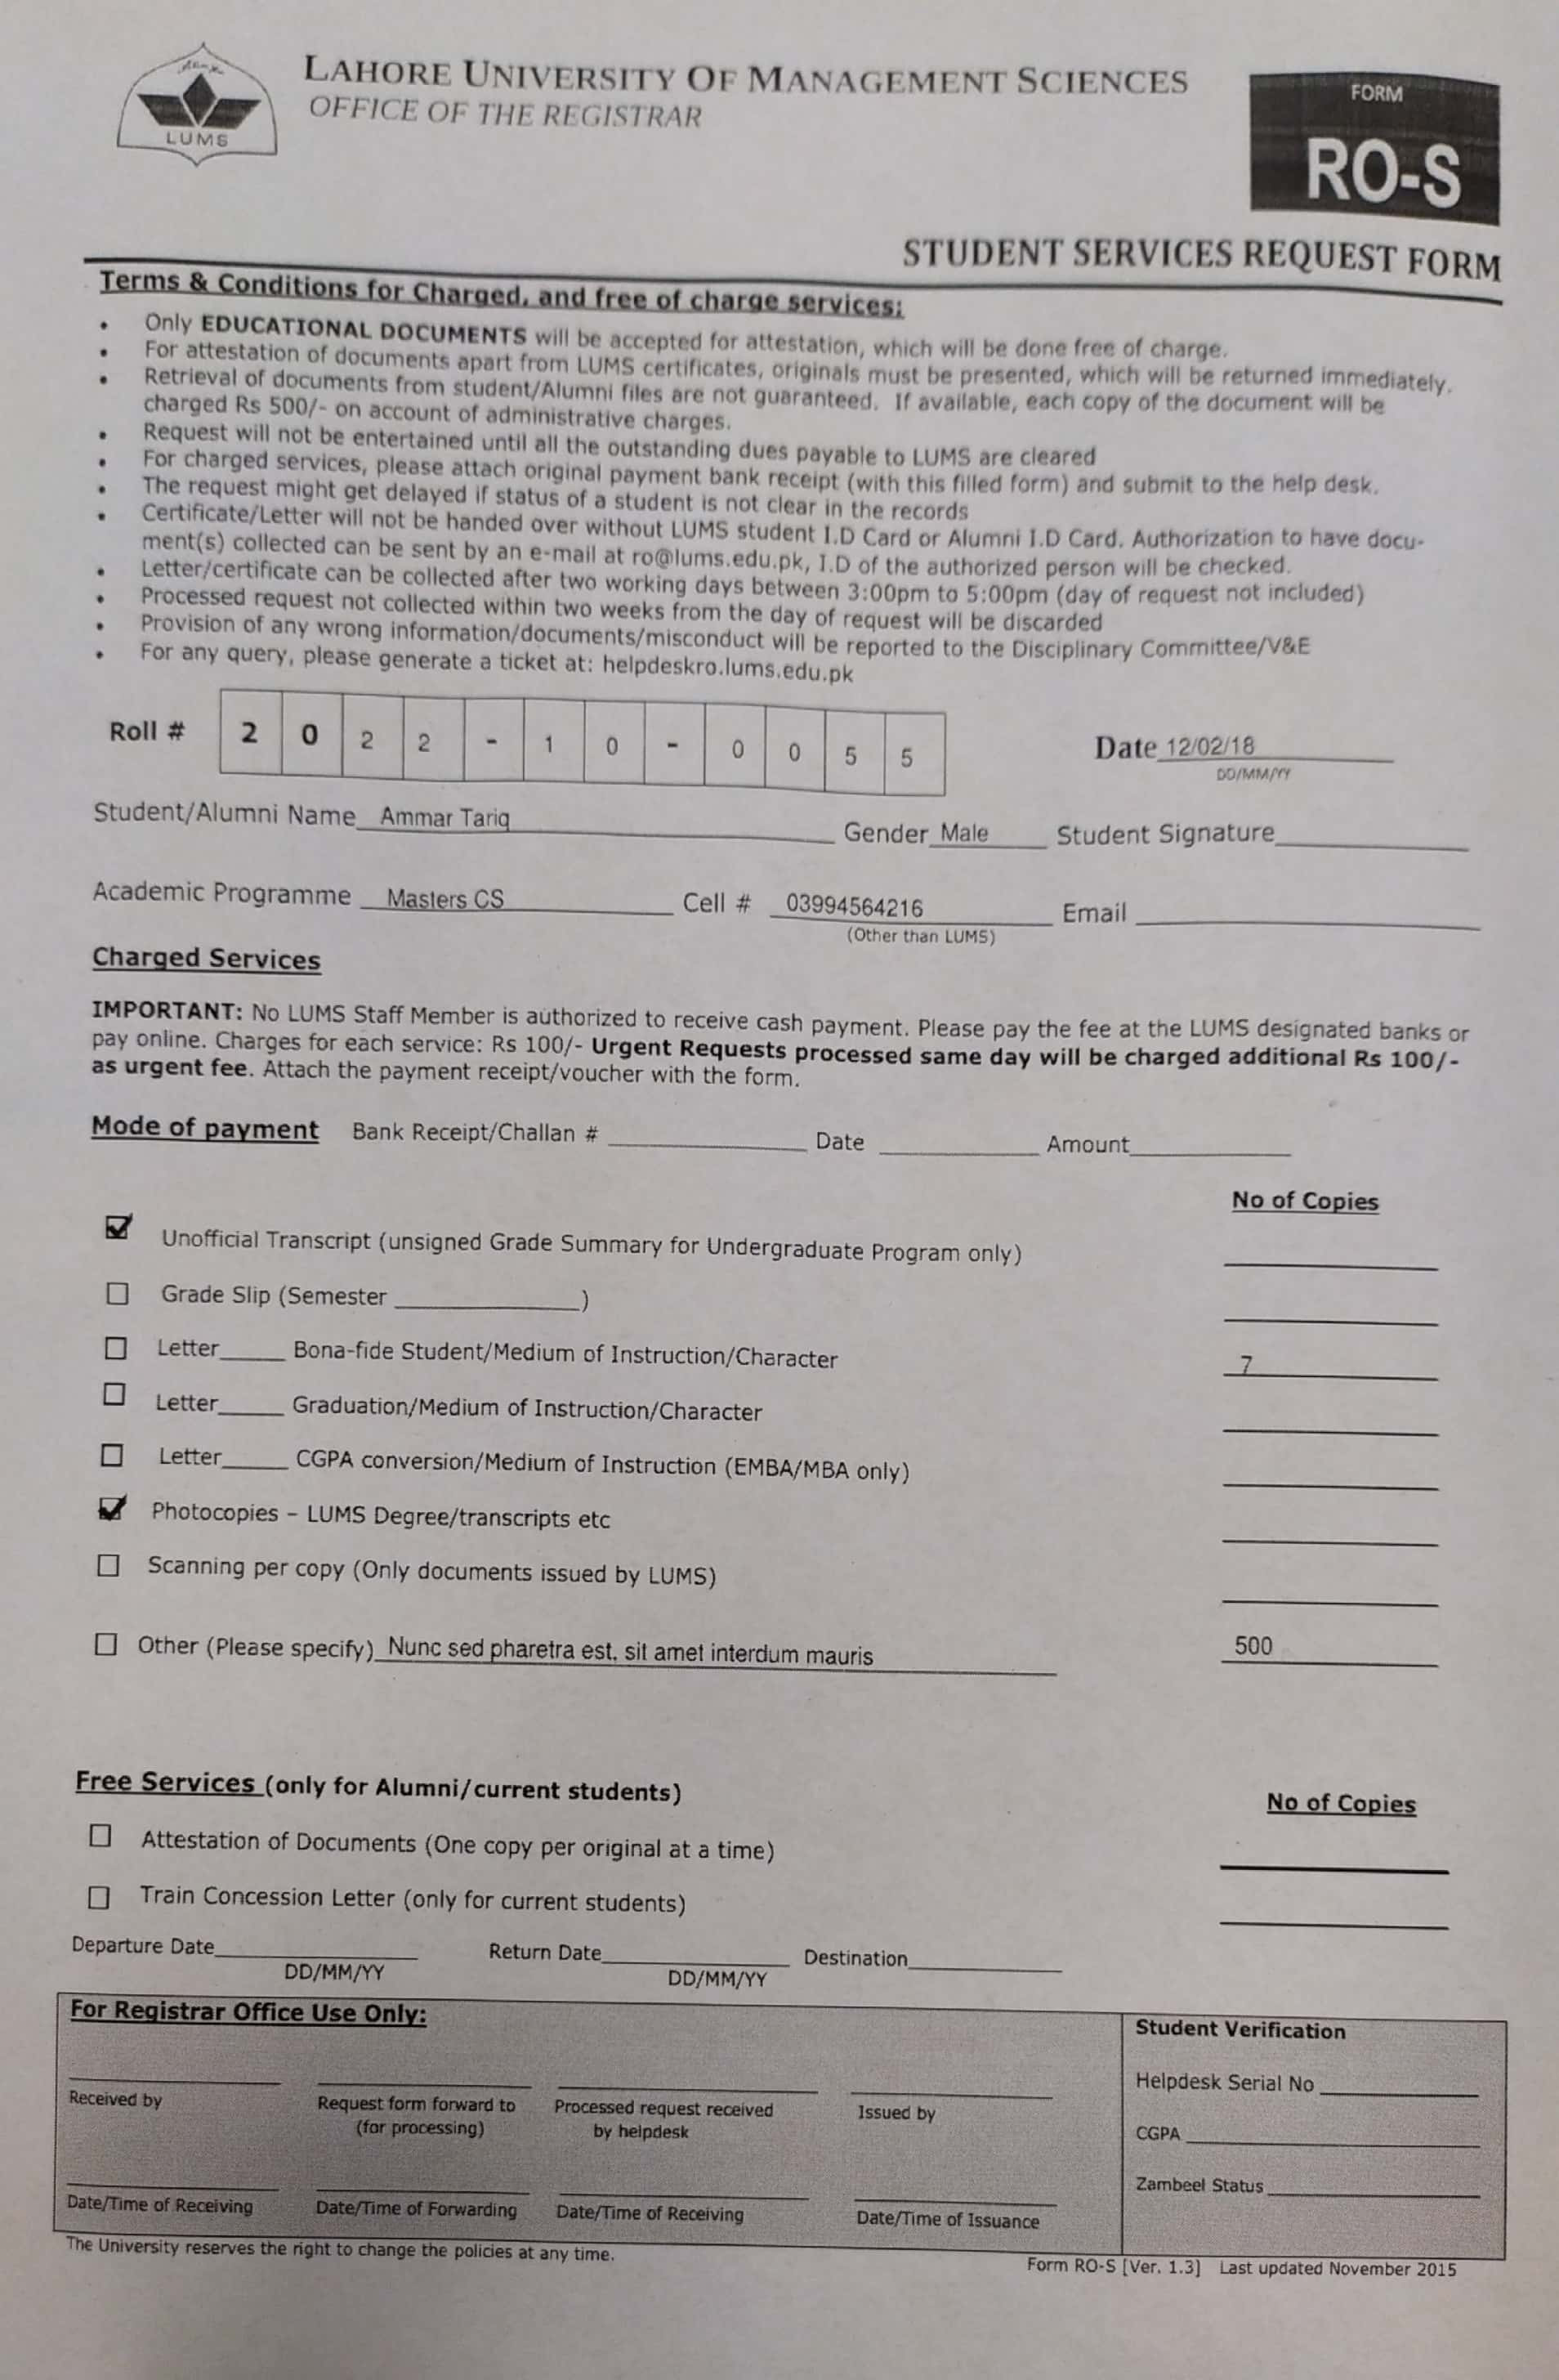 LUMS
LAHORE UNIVERSITY OF MANAGEMENT SCIENCES
OFFICE OF THE REGISTRAR
FORM
RO-S
STUDENT SERVICES REQUEST FORM
Terms & Conditions for Charged, and free of charge services:
• Only EDUCATIONAL DOCUMENTS will be accepted for attestation, which will be done free of charge.
• For attestation of documents apart from LUMS certificates, originals must be presented, which will be returned immediately.
• Retrieval of documents from student/Alumni files are not guaranteed. If available, each copy of the document will be
charged Rs 500/- on account of administrative charges.
• Request will not be entertained until all the outstanding dues payable to LUMS are cleared
• For charged services, please attach original payment bank receipt (with this filled form) and submit to the help desk.
• The request might get delayed if status of a student is not clear in the records
• Certificate/Letter will not be handed over without LUMS student I.D Card or Alumni I.D Card. Authorization to have docu-
ment(s) collected can be sent by an e-mail at ro@lums.edu.pk, I.D of the authorized person will be checked.
• Letter/certificate can be collected after two working days between 3:00pm to 5:00pm (day of request not included)
• Processed request not collected within two weeks from the day of request will be discarded
• Provision of any wrong information/documents/misconduct will be reported to the Disciplinary Committee/V&E
• For any query, please generate a ticket at: helpdeskro.lums.edu.pk
Roll # 2 0 2 2 - 1 0 - 0 0 5 5 Date 12/02/18
DD/MM/YY
Student/Alumni Name Ammar Tariq Gender Male Student Signature
Academic Programme Masters CS Cell # 03994564216 Email
(Other than LUMS)
Charged Services
IMPORTANT: No LUMS Staff Member is authorized to receive cash payment. Please pay the fee at the LUMS designated banks or
pay online. Charges for each service: Rs 100/- Urgent Requests processed same day will be charged additional Rs 100/-
as urgent fee. Attach the payment receipt/voucher with the form.
Mode of payment Bank Receipt/Challan # Date Amount
No of Copies
Unofficial Transcript (unsigned Grade Summary for Undergraduate Program only)
Grade Slip (Semester )
Letter Bona-fide Student/Medium of Instruction/Character 7
Letter Graduation/Medium of Instruction/Character
Letter CGPA conversion/Medium of Instruction (EMBA/MBA only)
Photocopies – LUMS Degree/transcripts etc
Scanning per copy (Only documents issued by LUMS)
Other (Please specify) Nunc sed pharetra est, sit amet interdum mauris 500
Free Services (only for Alumni/current students)
No of Copies
Attestation of Documents (One copy per original at a time)
Train Concession Letter (only for current students)
Departure Date Return Date Destination
DD/MM/YY DD/MM/YY
For Registrar Office Use Only:
Received by
Request form forward to
(for processing)
Processed request received
by helpdesk
Issued by
Date/Time of Receiving
Date/Time of Forwarding
Date/Time of Receiving
Date/Time of Issuance
Student Verification
Helpdesk Serial No
CGPA
Zambeel Status
The University reserves the right to change the policies at any time.
Form RO-S [Ver. 1.3] Last updated November 2015